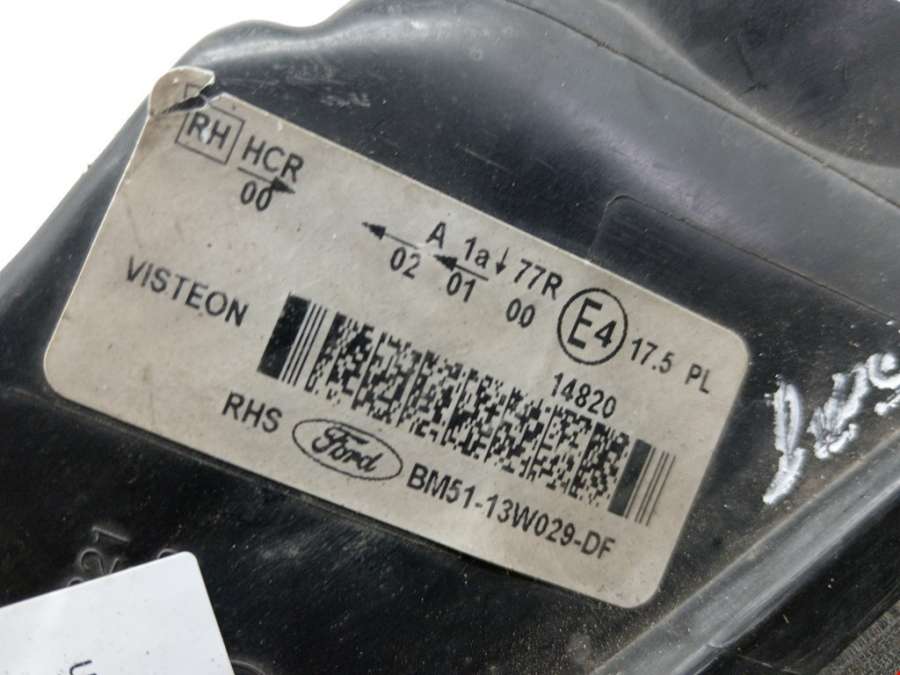 RH HCR
00
A 1a 77R
02 01 00
E4 17.5 PL
14820
VISTEON
RHS Ford BM51-13W029-DF
221